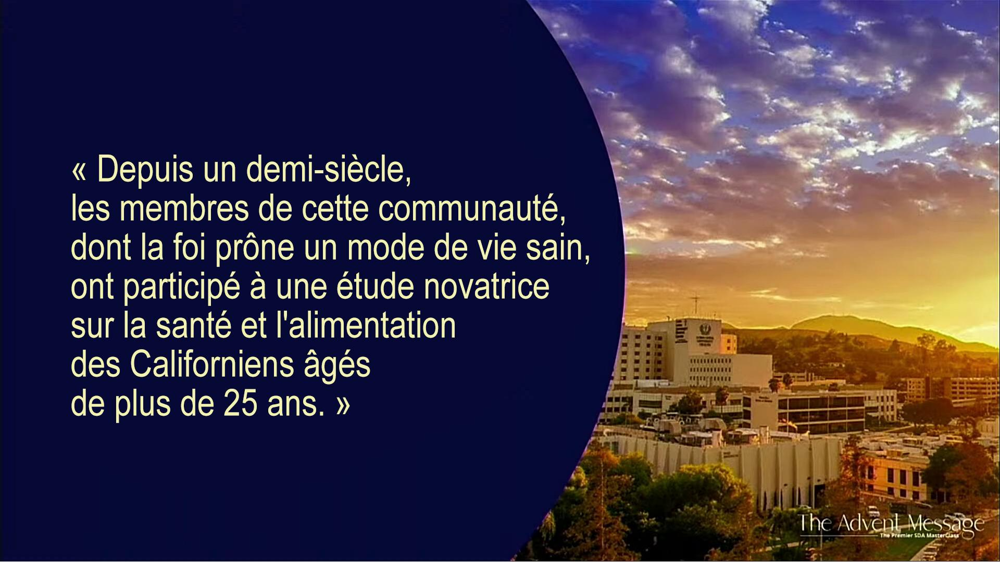 « Depuis un demi-siècle,
les membres de cette communauté,
dont la foi prône un mode de vie sain,
ont participé à une étude novatrice
sur la santé et l'alimentation
des Californiens âgés
de plus de 25 ans. »
The Advent Message
The Premier SDA MasterClass